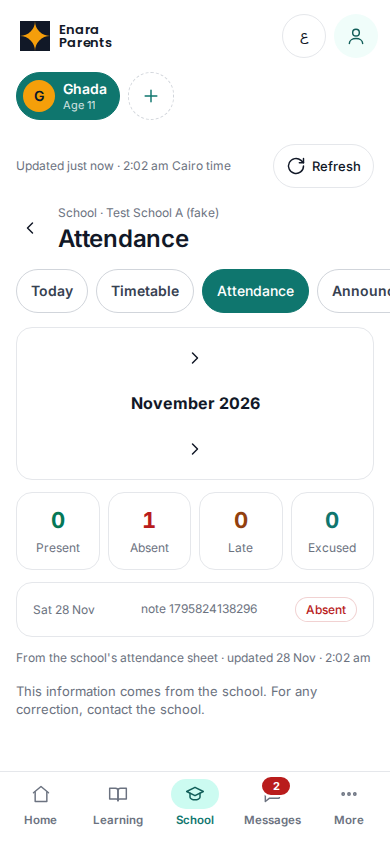 Enara
Parents
ع
G
Ghada
Age 11
Updated just now · 2:02 am Cairo time
Refresh
School · Test School A (fake)
Attendance
Today
Timetable
Attendance
Announc
November 2026
0
Present
1
Absent
0
Late
0
Excused
Sat 28 Nov
note 1795824138296
Absent
From the school's attendance sheet · updated 28 Nov · 2:02 am
This information comes from the school. For any
correction, contact the school.
2
Home
Learning
School
Messages
More